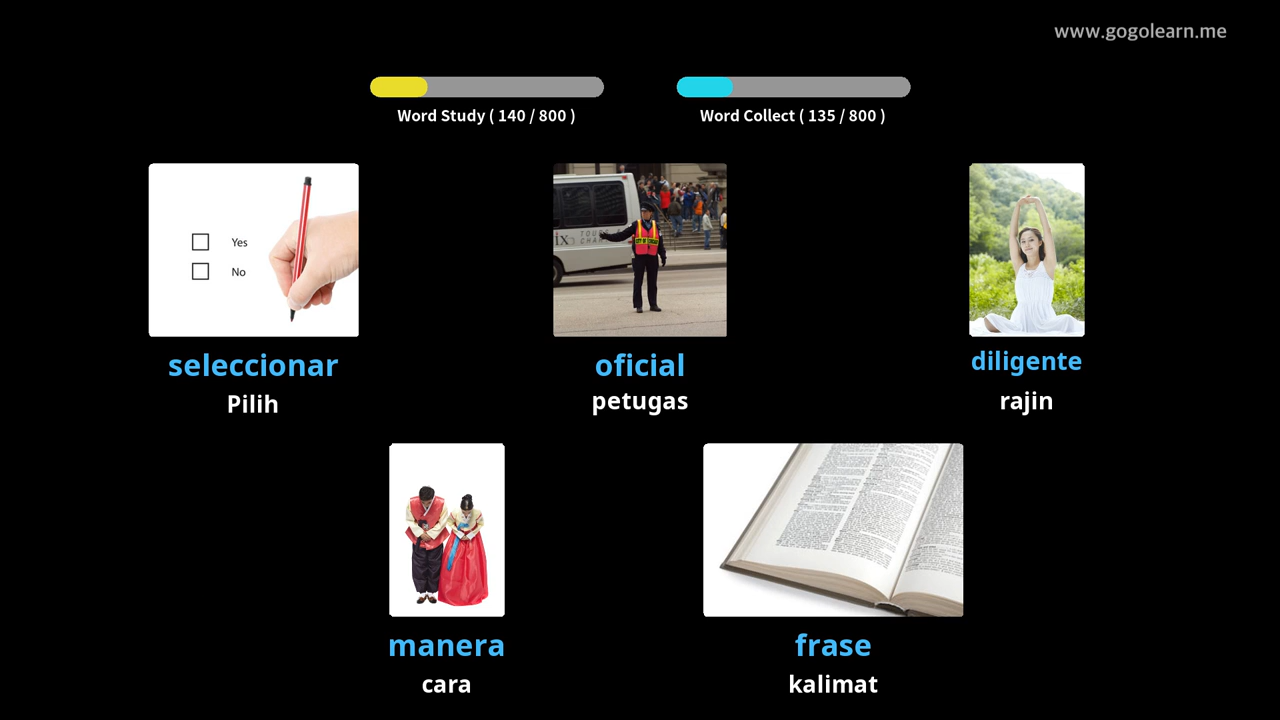 www.gogolearn.me
Word Study ( 140 / 800 )
Word Collect ( 135 / 800 )
Yes
No
seleccionar
Pilih
oficial
petugas
diligente
rajin
manera
cara
frase
kalimat